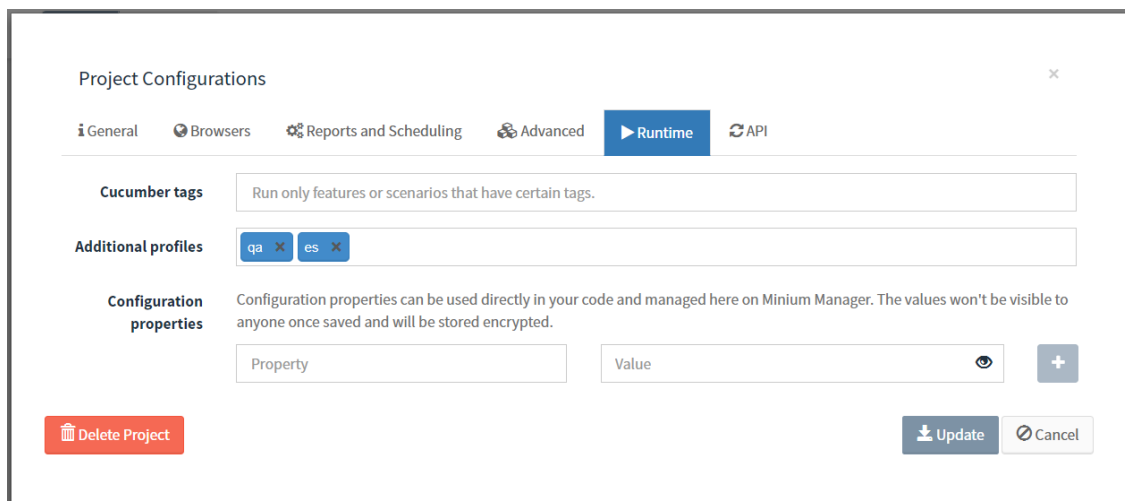 Project Configurations ×
General Browsers Reports and Scheduling Advanced Runtime API
Cucumber tags Run only features or scenarios that have certain tags.
Additional profiles qa × es ×
Configuration properties
Configuration properties can be used directly in your code and managed here on Minium Manager. The values won't be visible to
anyone once saved and will be stored encrypted.
Property Value +
Delete Project Update Cancel